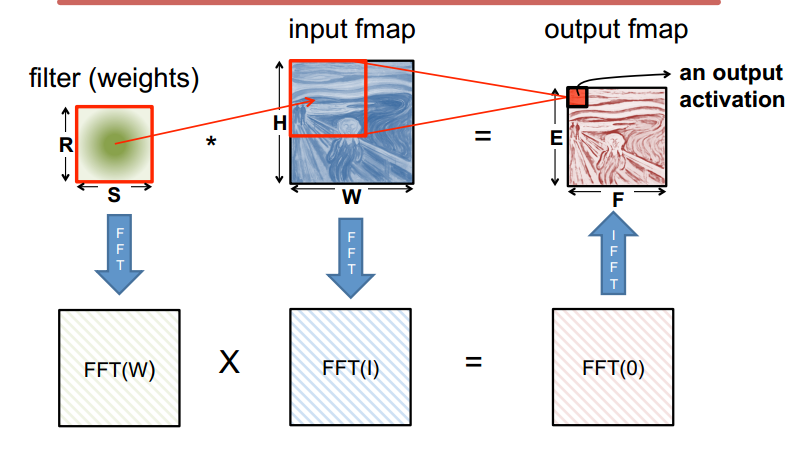 input fmap
output fmap
filter (weights)
an output
activation
R
S
*
H
W
=
E
F
FFT
FFT
IFFT
FFT(W)
X
FFT(I)
=
FFT(0)